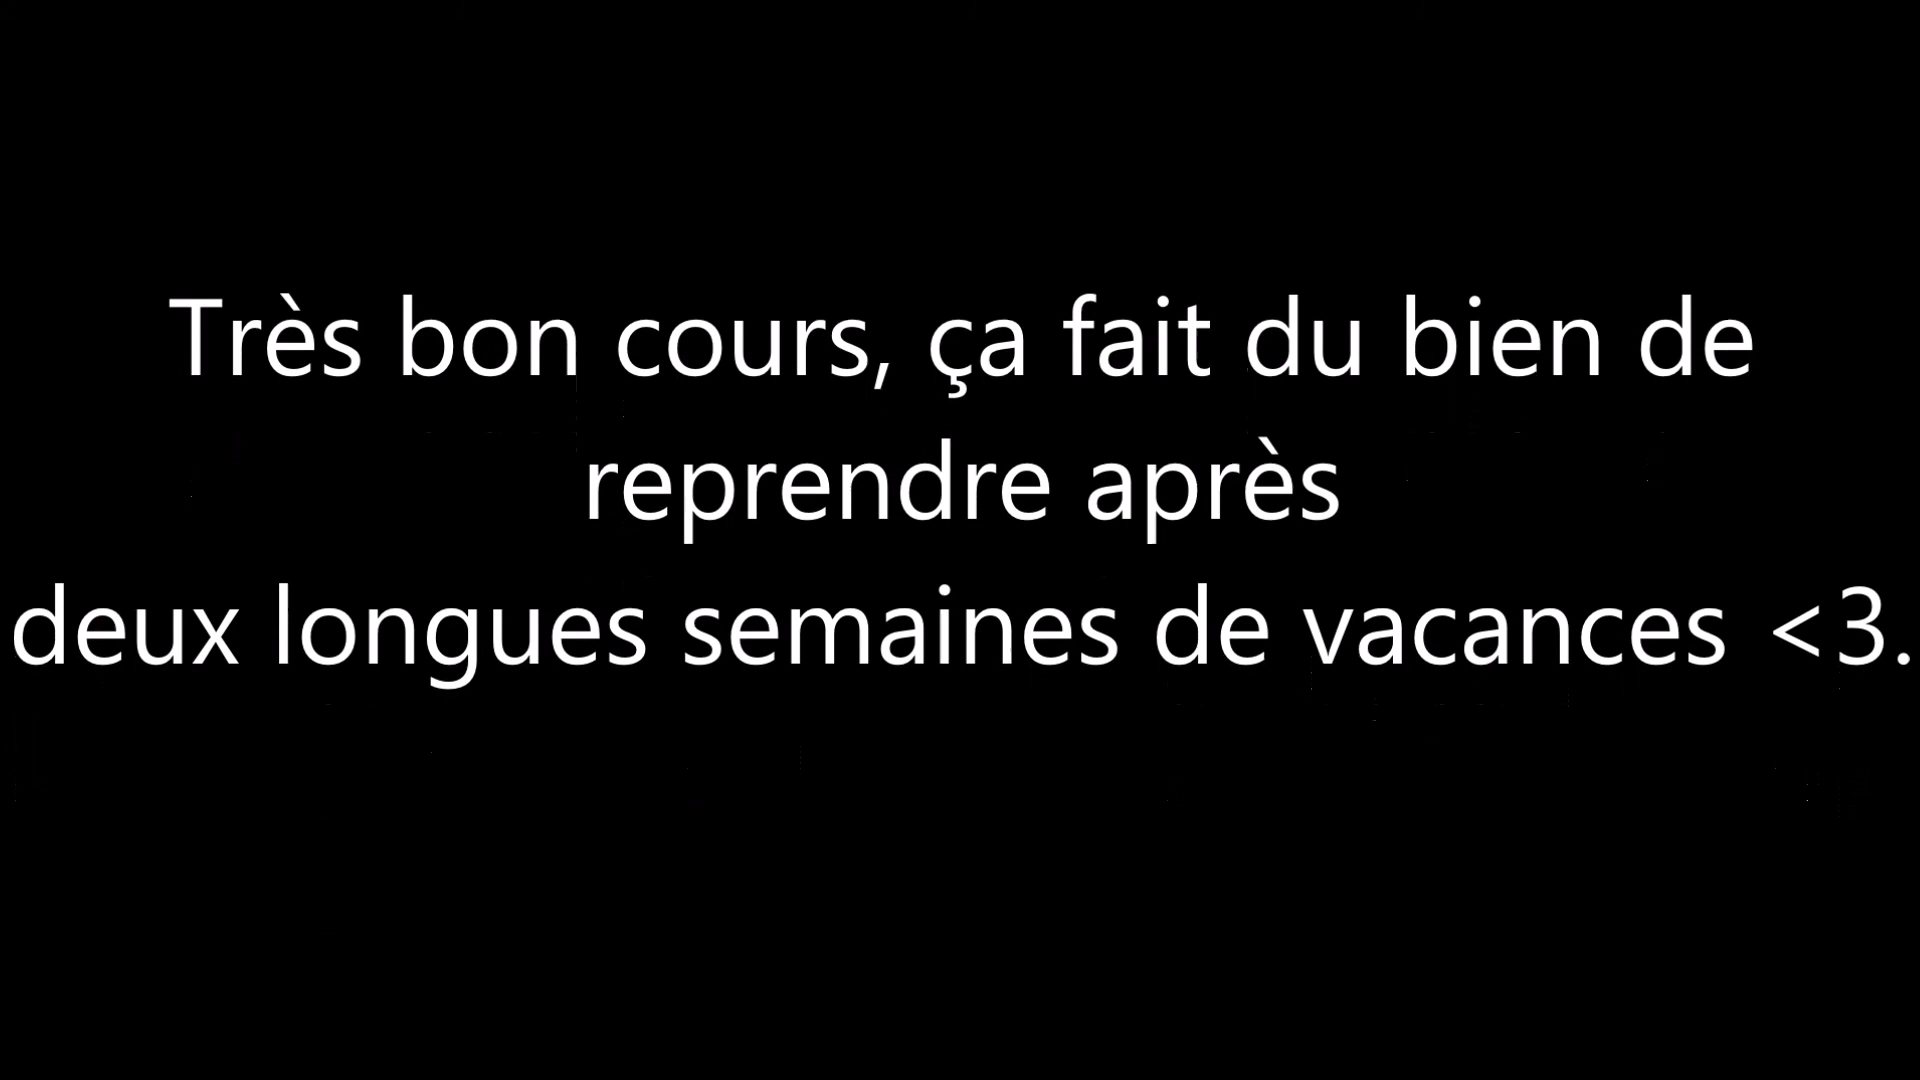 Très bon cours, ça fait du bien de
reprendre après
deux longues semaines de vacances <3.